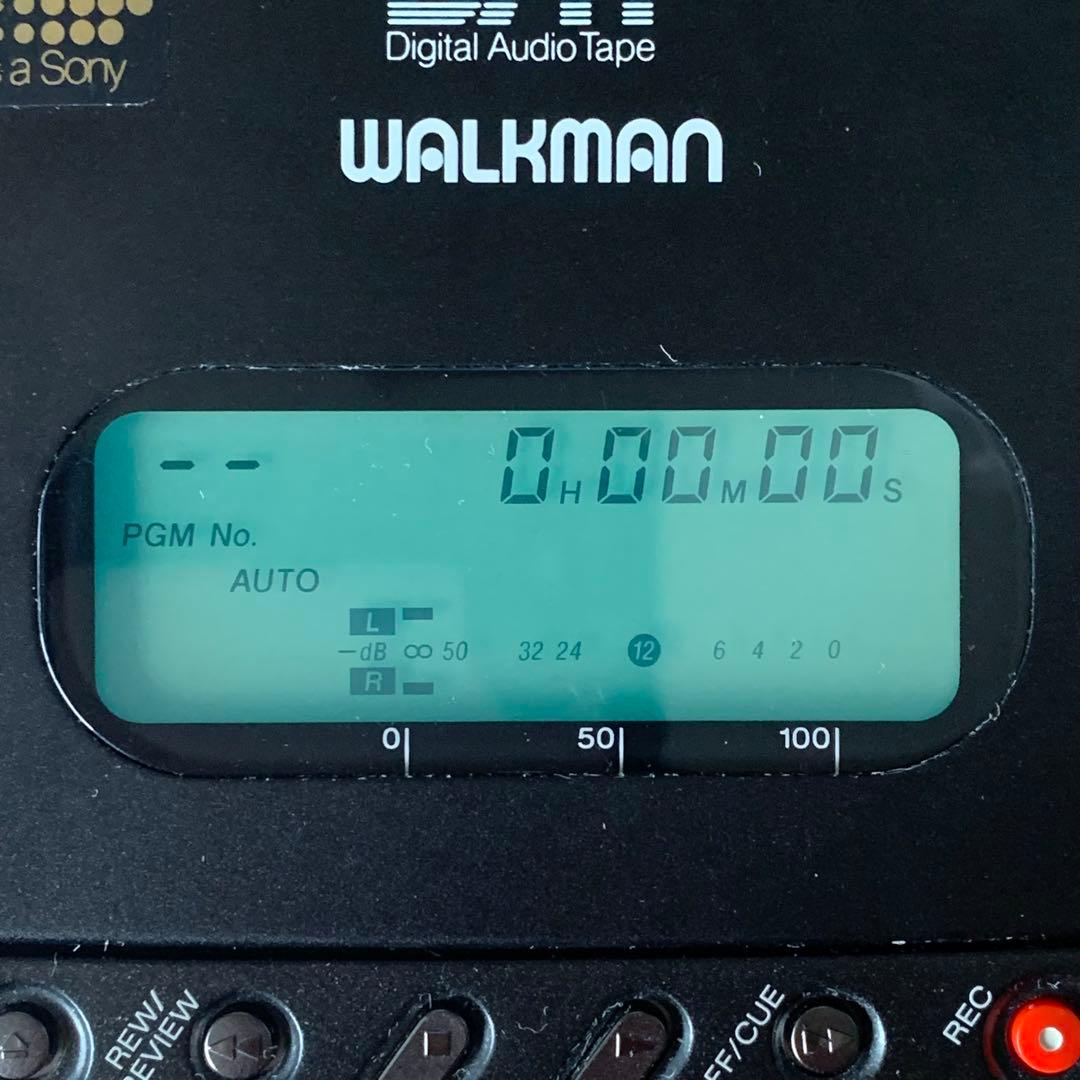 a Sony
DAT
Digital Audio Tape
WALKMAN
-- 0H00M00S
PGM No.
AUTO
L
-dB ∞ 50 32 24 12 6 4 2 0
R
0 50 100
REW/
REVIEW
FF/CUE
REC